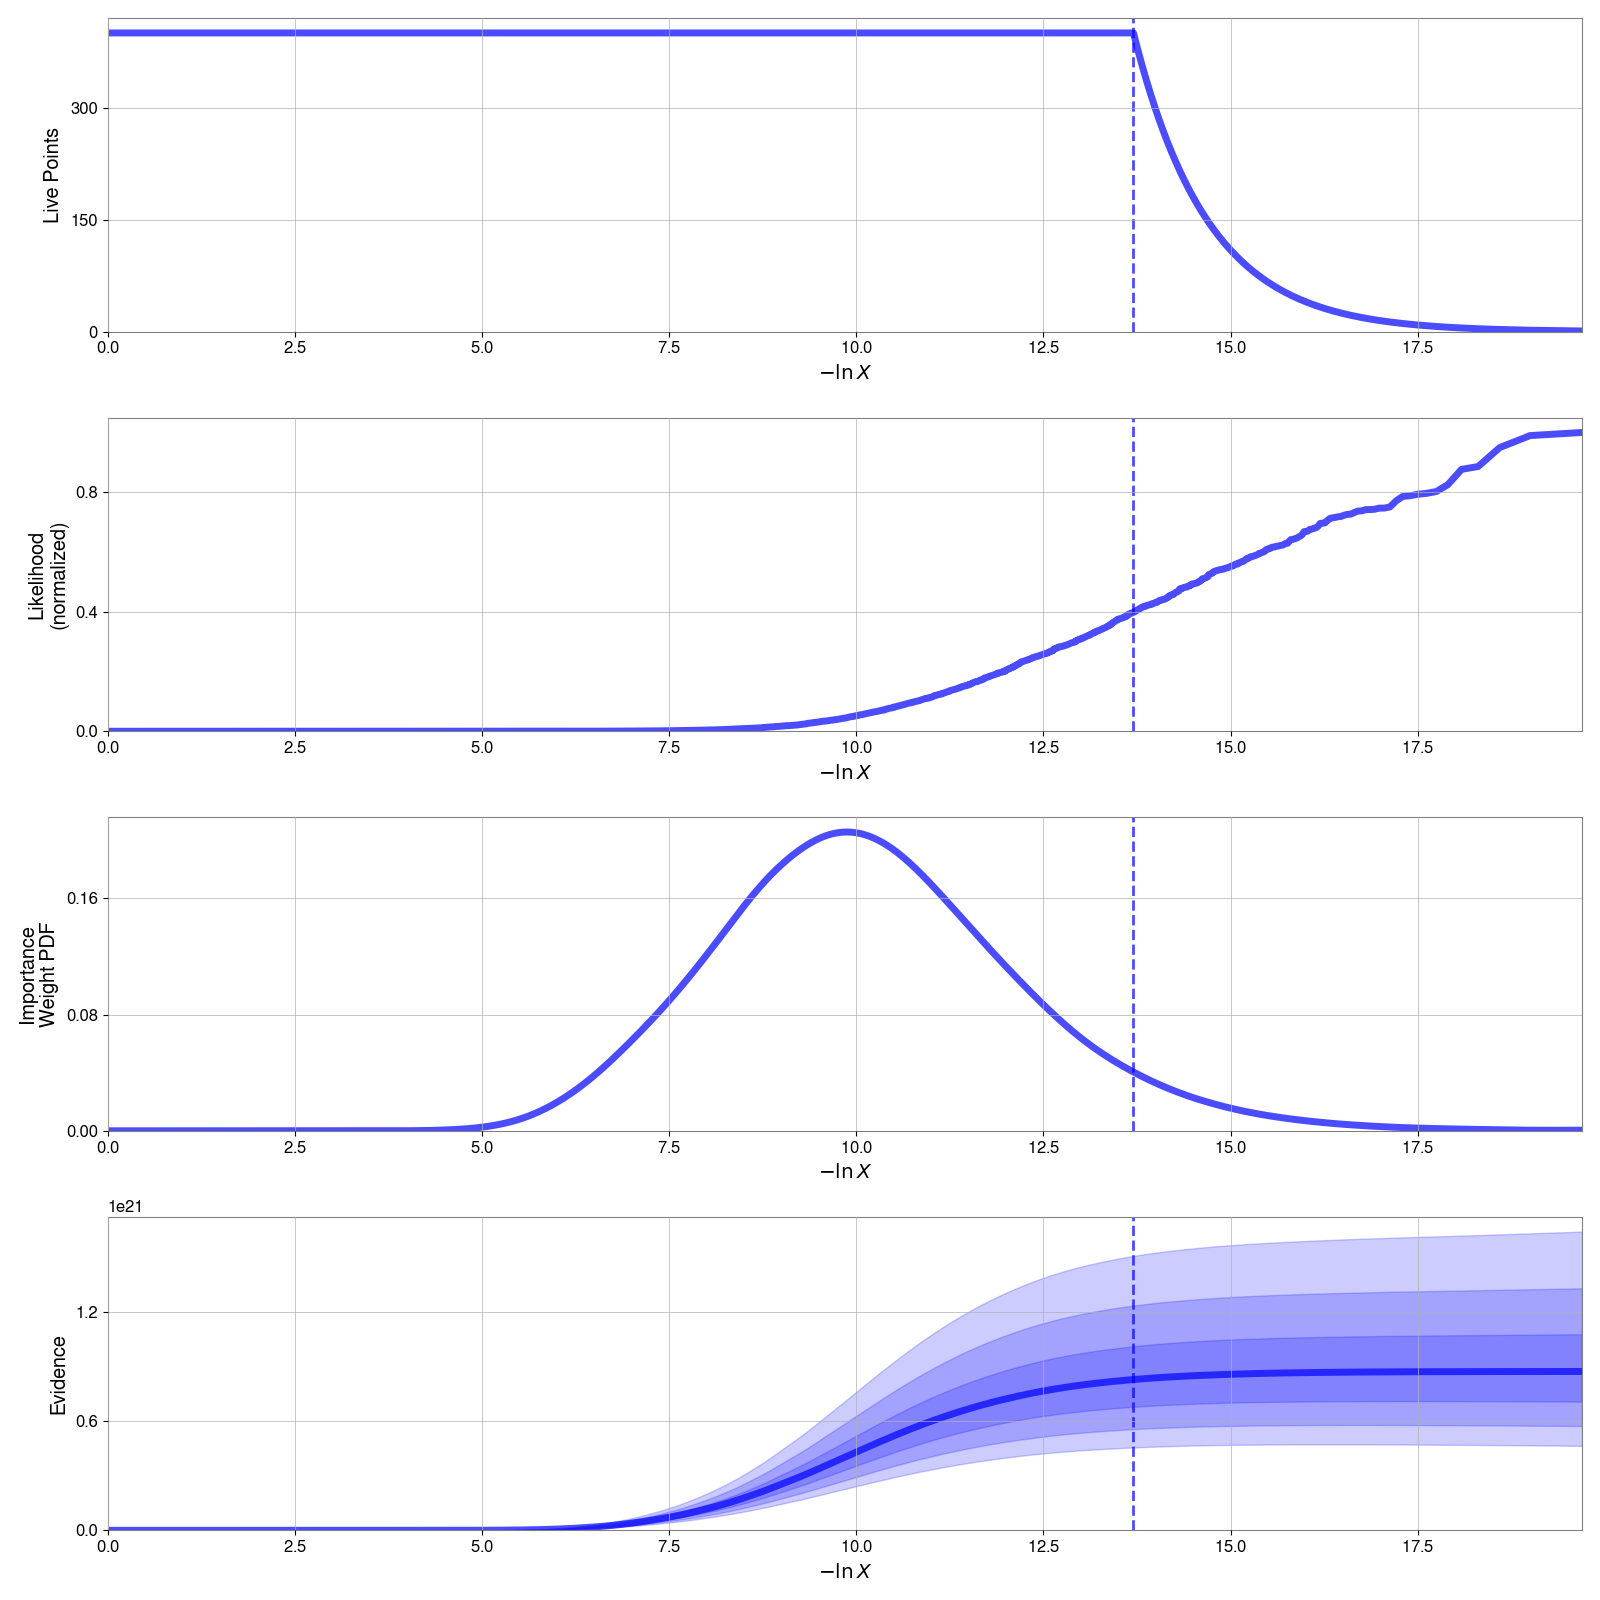 300
150
0
Live Points
0.0 2.5 5.0 7.5 10.0 12.5 15.0 17.5
−ln X
0.8
0.4
0.0
Likelihood
(normalized)
0.0 2.5 5.0 7.5 10.0 12.5 15.0 17.5
−ln X
0.16
0.08
0.00
Importance
Weight PDF
0.0 2.5 5.0 7.5 10.0 12.5 15.0 17.5
−ln X
1e21
1.2
0.6
0.0
Evidence
0.0 2.5 5.0 7.5 10.0 12.5 15.0 17.5
−ln X